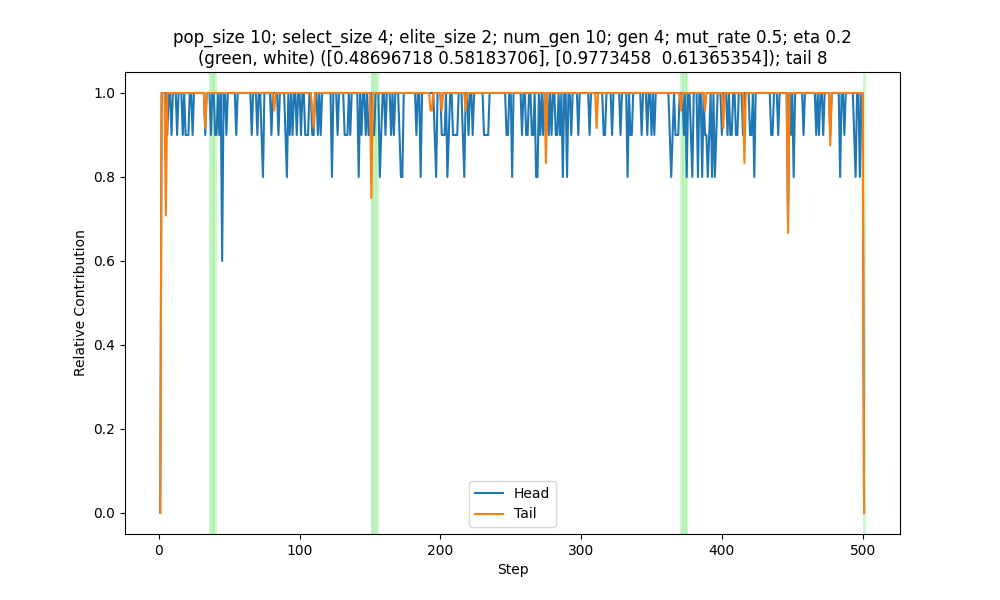 pop_size 10; select_size 4; elite_size 2; num_gen 10; gen 4; mut_rate 0.5; eta 0.2
(green, white) ([0.48696718 0.58183706], [0.9773458  0.61365354]); tail 8
Relative Contribution
1.0
0.8
0.6
0.4
0.2
0.0
Head
Tail
0 100 200 300 400 500
Step